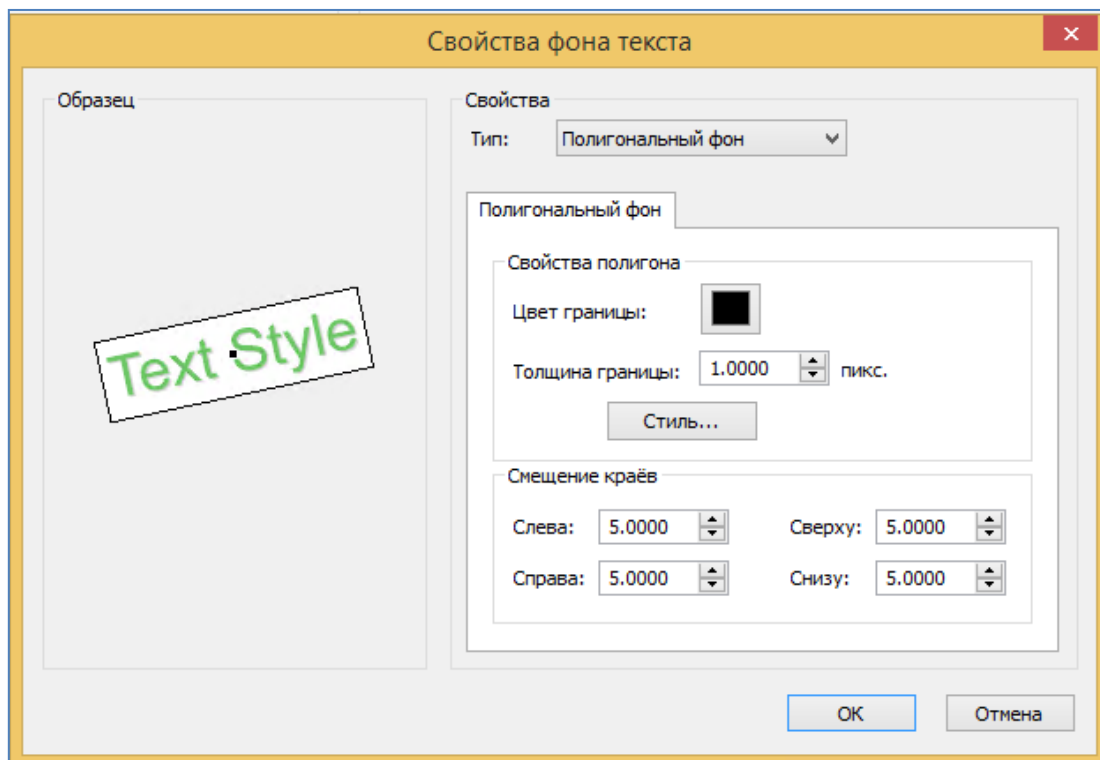 Свойства фона текста
Образец
Text Style
Свойства
Тип: Полигональный фон
Полигональный фон
Свойства полигона
Цвет границы:
Толщина границы: 1.0000 пикс.
Стиль...
Смещение краёв
Слева: 5.0000 Сверху: 5.0000
Справа: 5.0000 Снизу: 5.0000
ОК Отмена